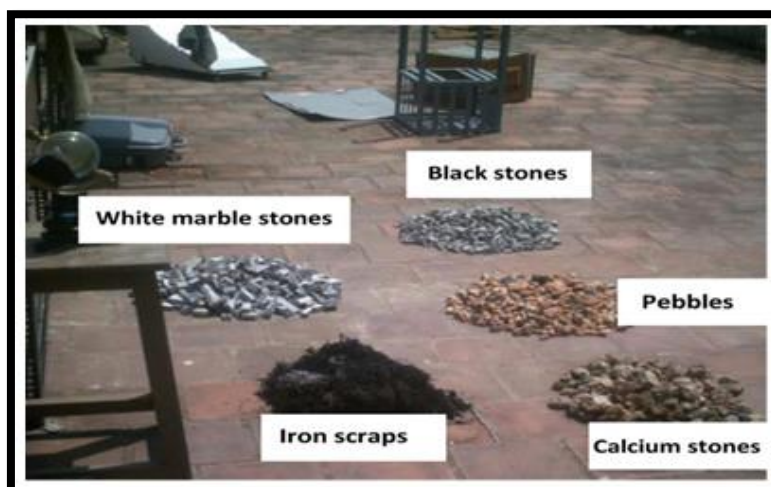 Black stones
White marble stones
Pebbles
Iron scraps
Calcium stones